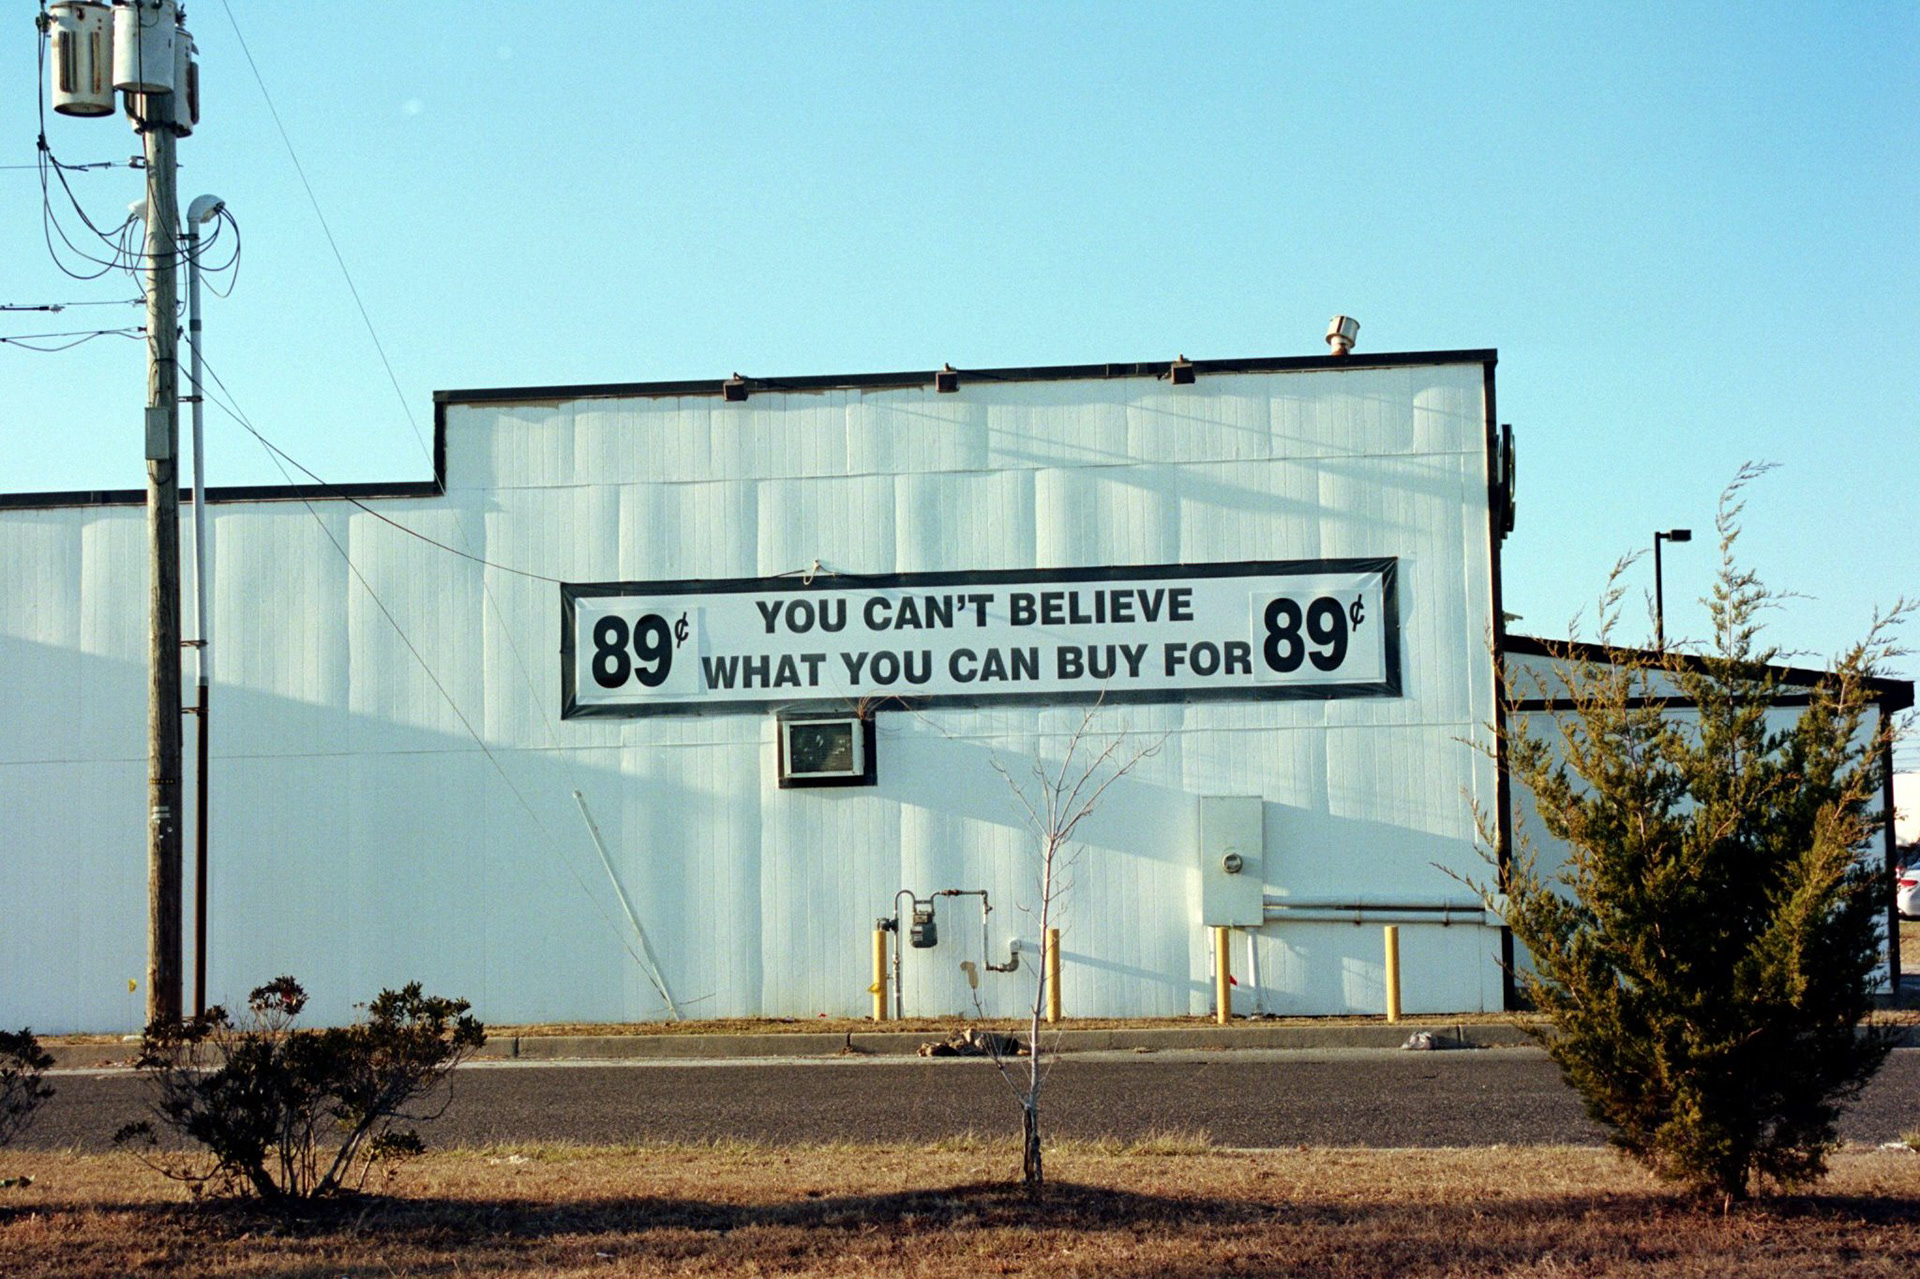 89¢ YOU CAN'T BELIEVE 89¢
WHAT YOU CAN BUY FOR